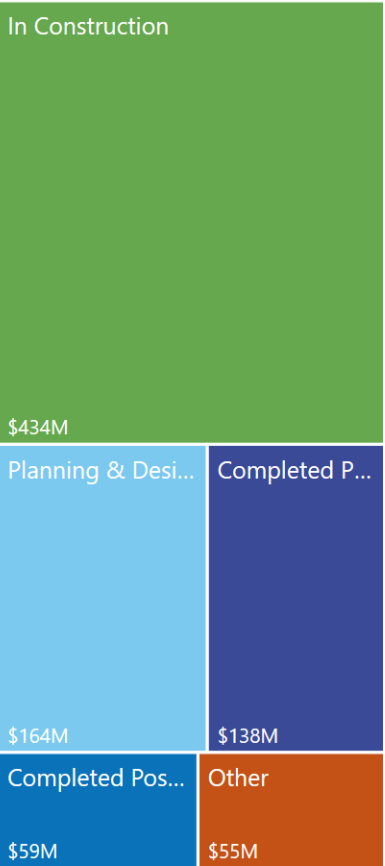 In Construction
$434M
Planning & Desi...
Completed P...
$164M
$138M
Completed Pos...
Other
$59M
$55M